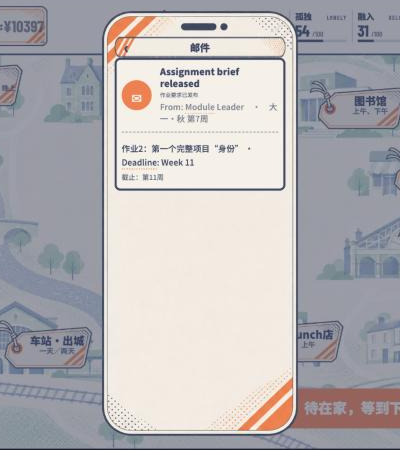 ¥10397
孤独 LONELY
54 /100
融入
31 /100
邮件
Assignment brief
released
作业要求已发布
From: Module Leader · 大
一·秋 第7周
作业2：第一个完整项目“身份” ·
Deadline: Week 11
截止：第11周
图书馆
上午、下午
车站·出城
一天／两天
unch店
上午
待在家，等到下